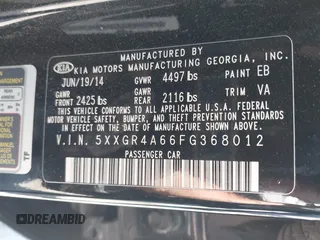 MANUFACTURED BY
KIA KIA MOTORS MANUFACTURING GEORGIA, INC.
JUN/19/14 GVWR 4497 lbs PAINT EB
GAWR FRONT 2425 lbs GAWR REAR 2116 lbs TRIM VA
THIS VEHICLE CONFORMS TO ALL APPLICABLE
FEDERAL MOTOR VEHICLE SAFETY, BUMPER,
AND THEFT PREVENTION STANDARDS IN EFFECT
ON THE DATE OF MANUFACTURE SHOWN ABOVE.
V.I.N. 5XXGR4A66FG368012
PASSENGER CAR
TF
DREAMBID